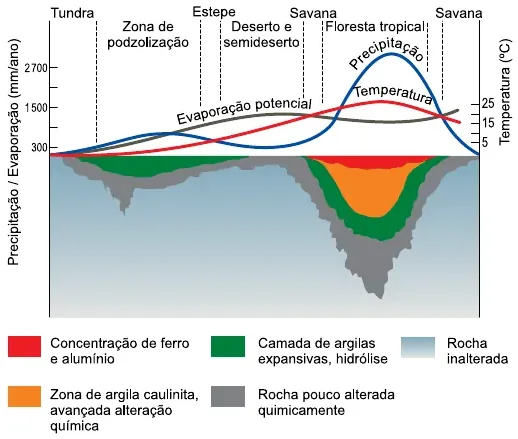 Tundra
Zona de
podzolização
Estepe
Deserto e
semideserto
Savana
Floresta tropical
Savana
Precipitação / Evaporação (mm/ano)
2700
1500
300
Evaporação potencial
Precipitação
Temperatura
25
15
5
Temperatura (ºC)
Concentração de ferro
e alumínio
Camada de argilas
expansivas, hidrólise
Rocha
inalterada
Zona de argila caulinita,
avançada alteração
química
Rocha pouco alterada
quimicamente